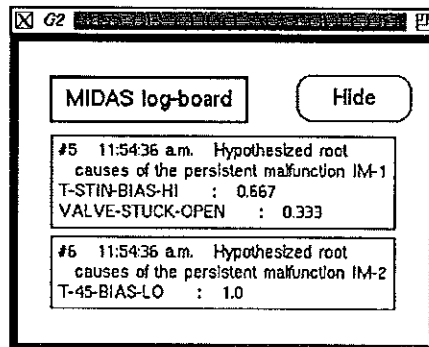 G2
MIDAS log-board
Hide
#5 11:54:36 a.m. Hypothesized root
causes of the persistent malfunction IM-1
T-STIN-BIAS-HI : 0.667
VALVE-STUCK-OPEN : 0.333
#6 11:54:36 a.m. Hypothesized root
causes of the persistent malfunction IM-2
T-45-BIAS-LO : 1.0